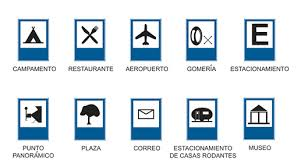 E
CAMPAMENTO RESTAURANTE AEROPUERTO GOMERÍA ESTACIONAMIENTO
PUNTO PANORÁMICO PLAZA CORREO ESTACIONAMIENTO DE CASAS RODANTES MUSEO